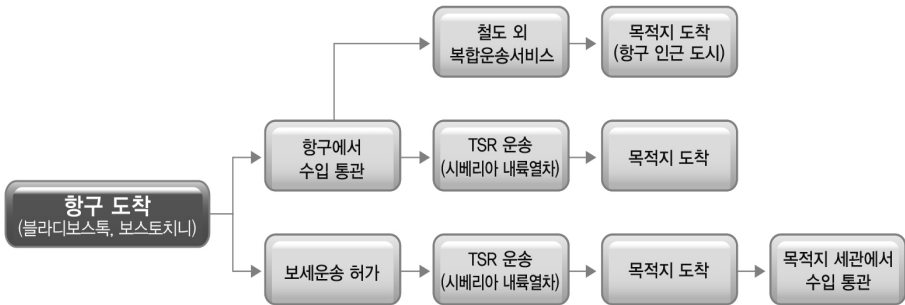 철도 외
복합운송서비스
목적지 도착
(항구 인근 도시)
항구에서
수입 통관
TSR 운송
(시베리아 내륙열차)
목적지 도착
항구 도착
(블라디보스톡, 보스토치니)
보세운송 허가
TSR 운송
(시베리아 내륙열차)
목적지 도착
목적지 세관에서
수입 통관